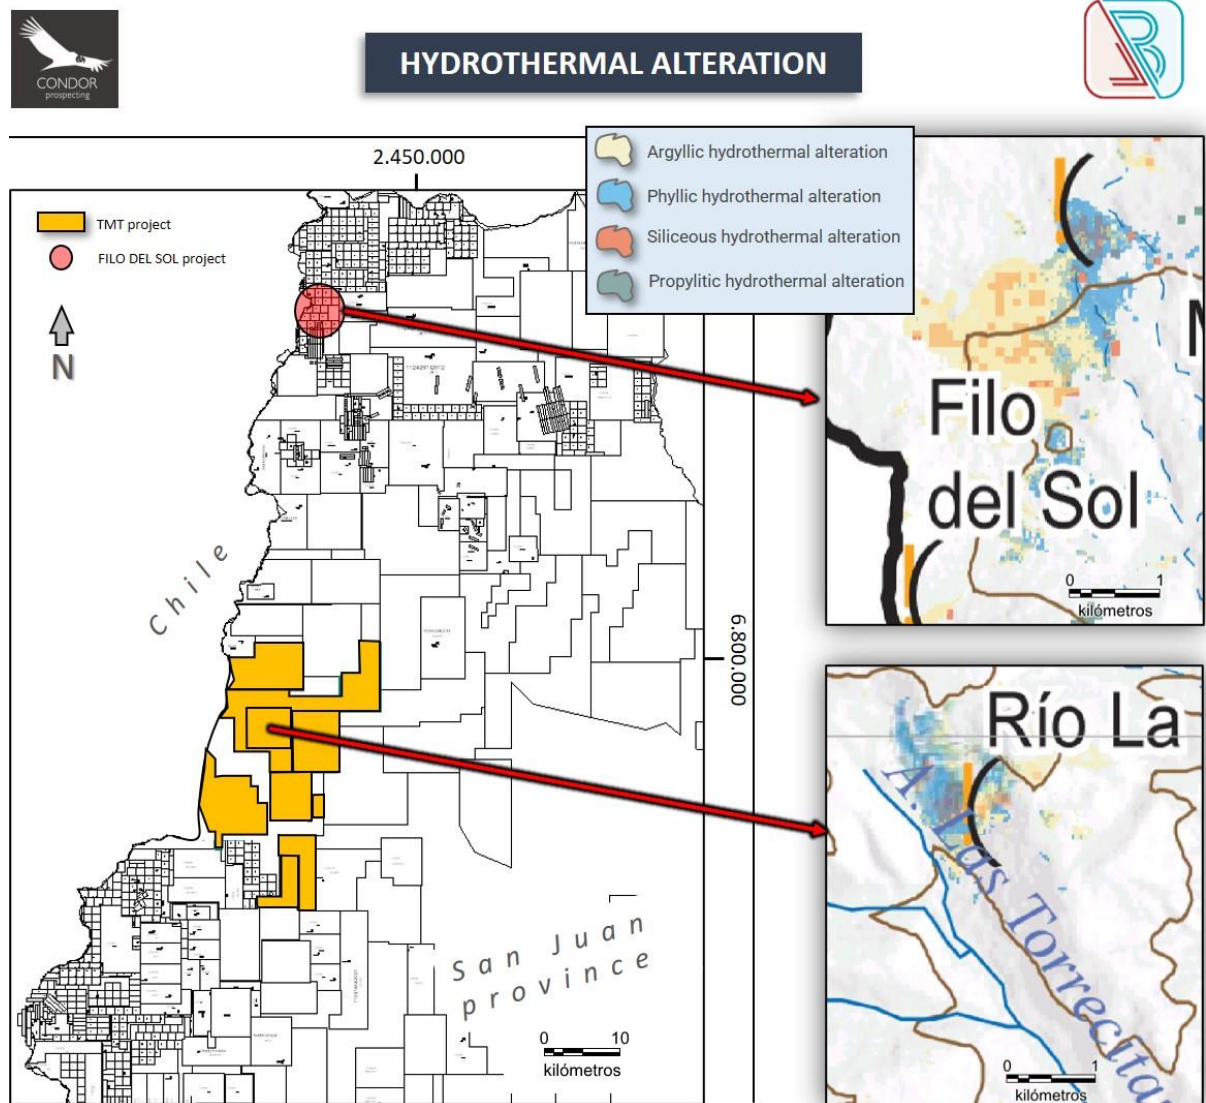 CONDOR
prospecting
HYDROTHERMAL ALTERATION
2.450.000
TMT project
FILO DEL SOL project
N
Argyllic hydrothermal alteration
Phyllic hydrothermal alteration
Siliceous hydrothermal alteration
Propylitic hydrothermal alteration
Filo
del Sol
0 1
kilómetros
Chile
6.800.000
Río La
A. Las Torrecitas
San Juan
province
0 10
kilómetros
0 1
kilómetros